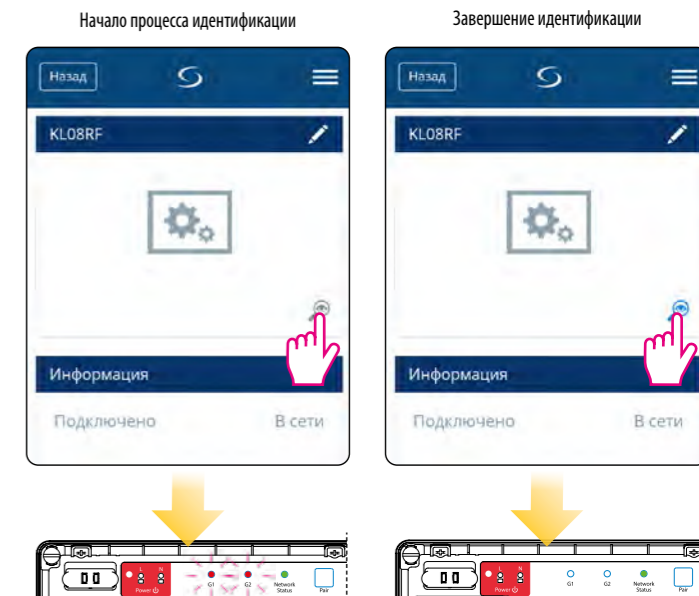 Начало процесса идентификации
Назад
KL08RF
Информация
Подключено В сети
L N
Power
G1 G2 Network Status Pair
Завершение идентификации
Назад
KL08RF
Информация
Подключено В сети
L N
Power
G1 G2 Network Status Pair